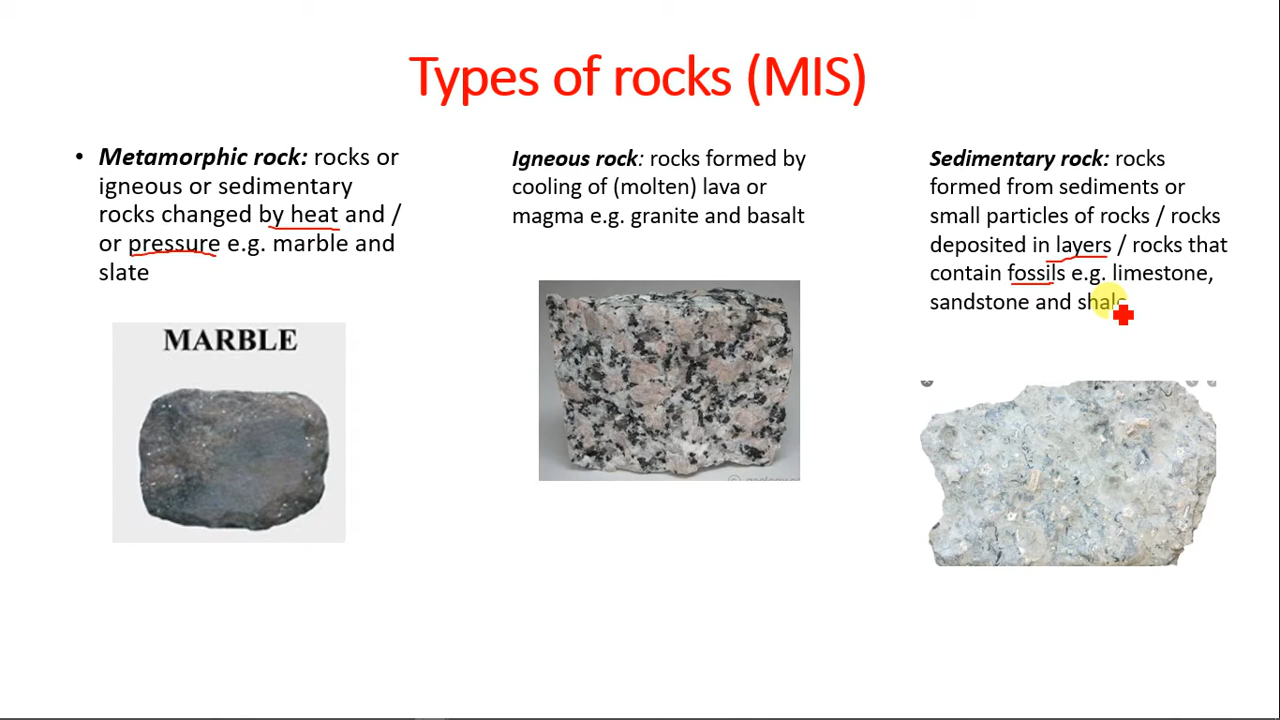 Types of rocks (MIS)
• Metamorphic rock: rocks or
igneous or sedimentary
rocks changed by heat and /
or pressure e.g. marble and
slate
MARBLE
Igneous rock: rocks formed by
cooling of (molten) lava or
magma e.g. granite and basalt
Sedimentary rock: rocks
formed from sediments or
small particles of rocks / rocks
deposited in layers / rocks that
contain fossils e.g. limestone,
sandstone and shale